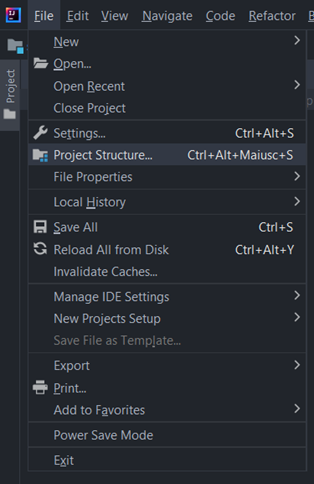 IJ File Edit View Navigate Code Refactor
Project
New
Open...
Open Recent
Close Project
Settings... Ctrl+Alt+S
Project Structure... Ctrl+Alt+Maiusc+S
File Properties
Local History
Save All Ctrl+S
Reload All from Disk Ctrl+Alt+Y
Invalidate Caches...
Manage IDE Settings
New Projects Setup
Save File as Template...
Export
Print...
Add to Favorites
Power Save Mode
Exit